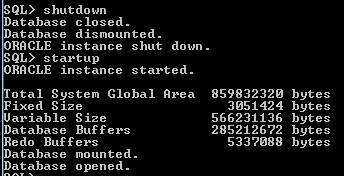 SQL> shutdown
Database closed.
Database dismounted.
ORACLE instance shut down.
SQL> startup
ORACLE instance started.
Total System Global Area  859832320 bytes
Fixed Size                  3051424 bytes
Variable Size             566231136 bytes
Database Buffers          285212672 bytes
Redo Buffers                5337088 bytes
Database mounted.
Database opened.
SQL>